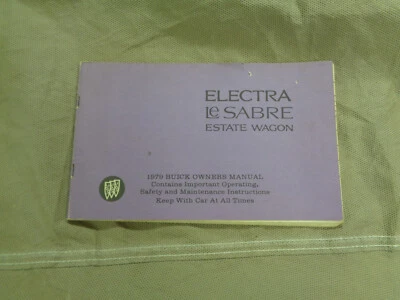 ELECTRA
LeSABRE
ESTATE WAGON
1979 BUICK OWNERS MANUAL
Contains Important Operating,
Safety and Maintenance Instructions
Keep With Car At All Times